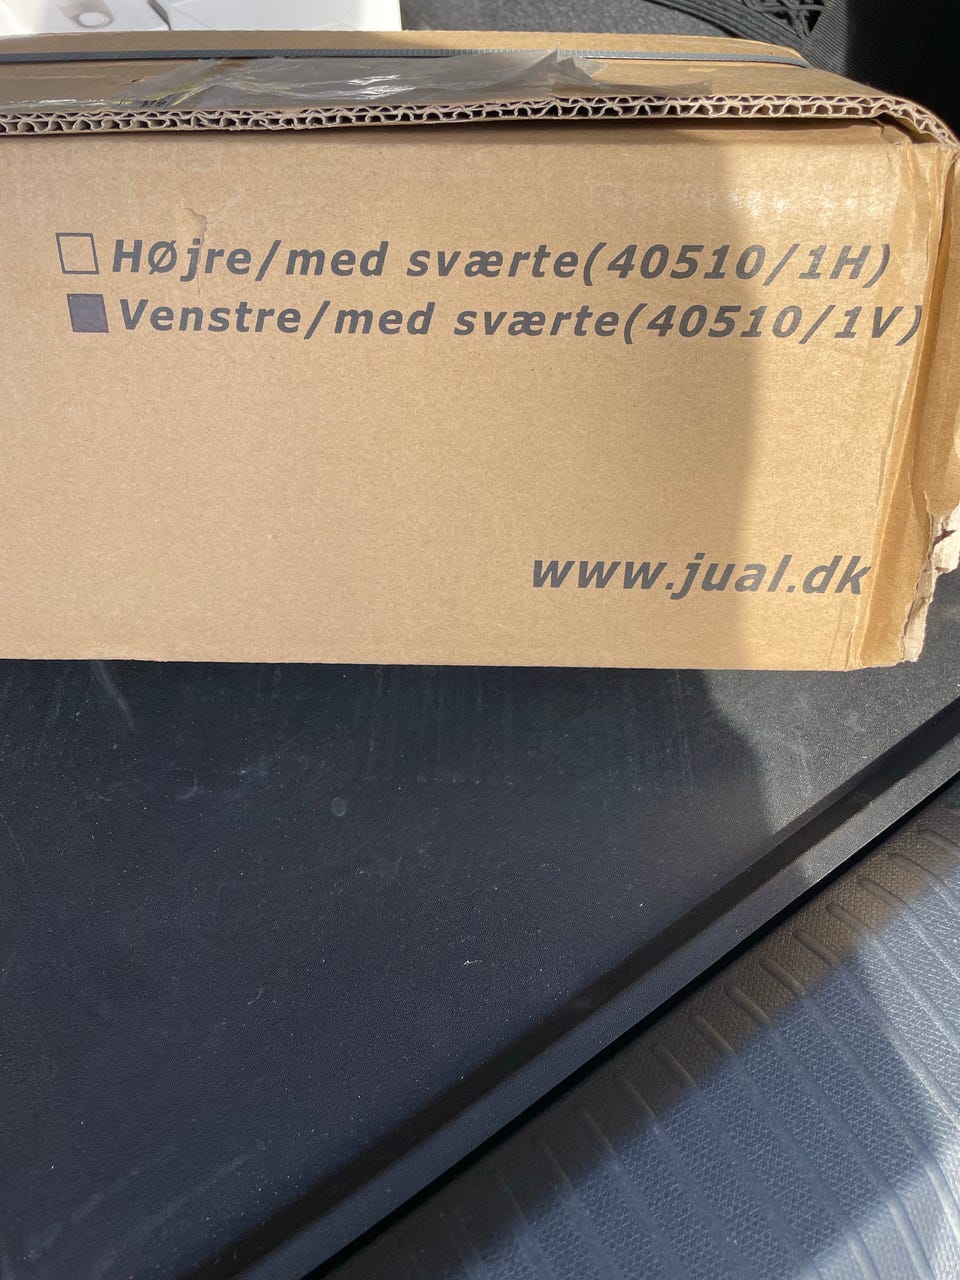 Højre/med sværte(40510/1H)
Venstre/med sværte(40510/1V)
www.jual.dk